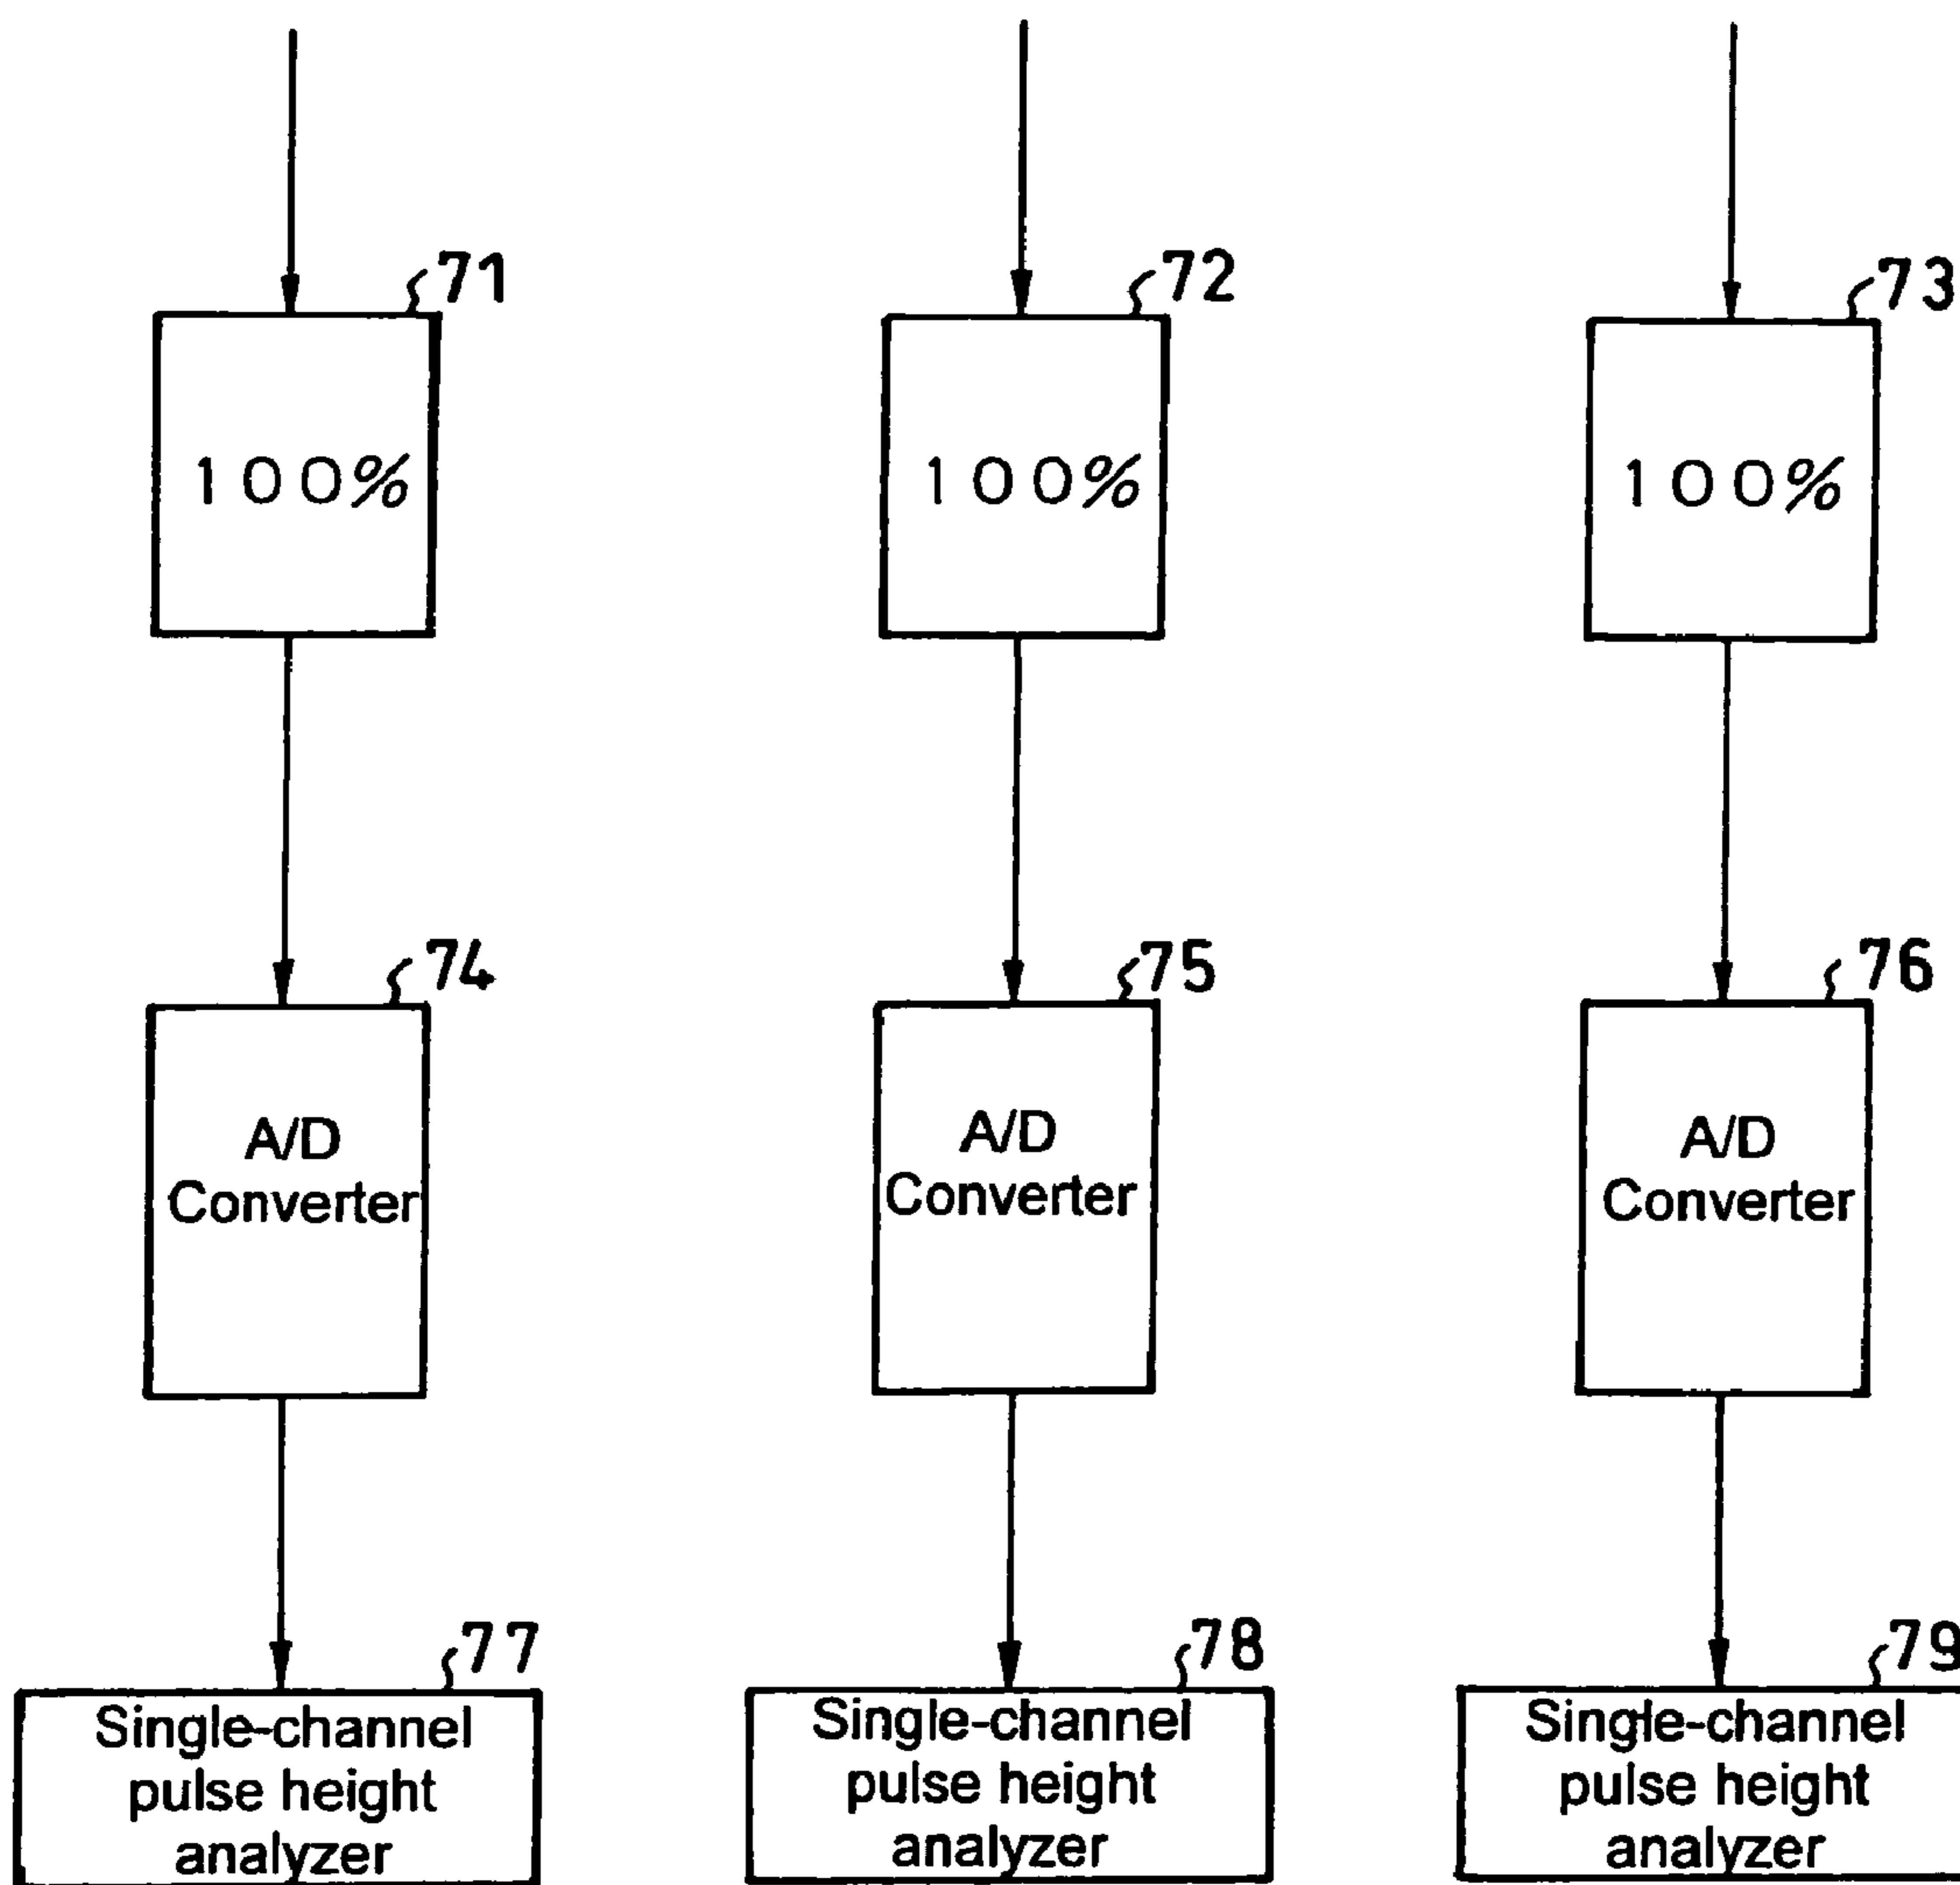 71 72 73
100% 100% 100%
74 75 76
A/D A/D A/D
Converter Converter Converter
77 78 79
Single-channel Single-channel Single-channel
pulse height pulse height pulse height
analyzer analyzer analyzer